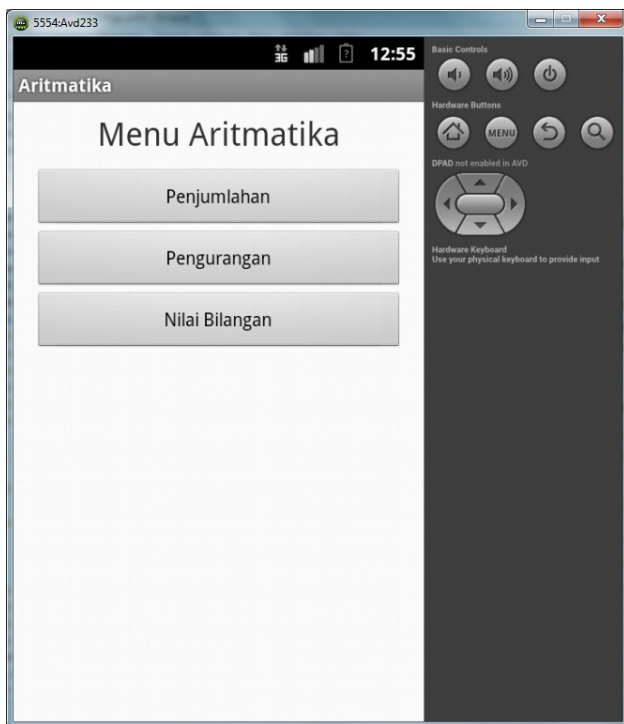 5554:Avd233
3G ? 12:55
Aritmatika
Menu Aritmatika
Penjumlahan
Pengurangan
Nilai Bilangan
Basic Controls
Hardware Buttons
MENU
DPAD not enabled in AVD
Hardware Keyboard
Use your physical keyboard to provide input